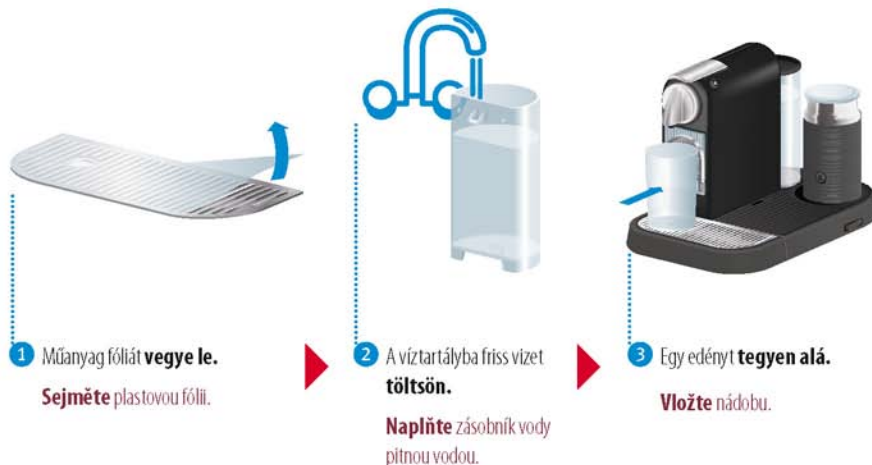 1 Műanyag fóliát vegye le.
Sejměte plastovou fólii.
2 A víztartályba friss vizet
töltsön.
Naplňte zásobník vody
pitnou vodou.
3 Egy edényt tegyen alá.
Vložte nádobu.